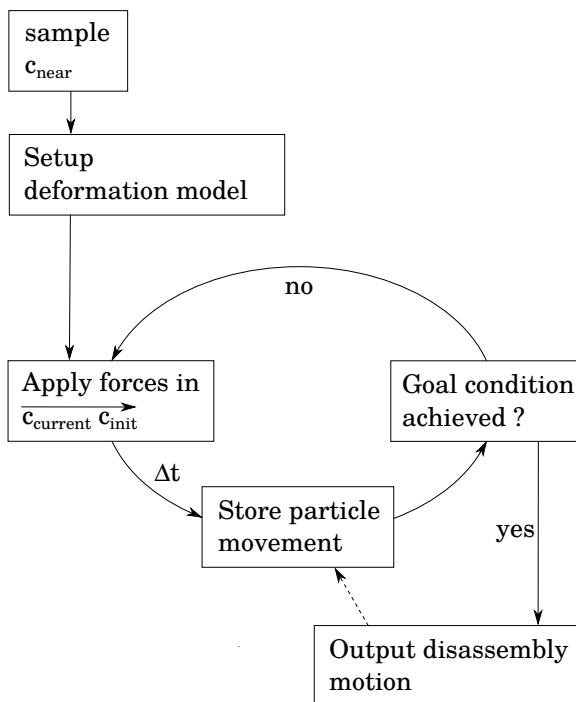 sample
c_near
Setup
deformation model
no
Apply forces in
c_current c_init
Goal condition
achieved ?
Δt
Store particle
movement
yes
Output disassembly
motion